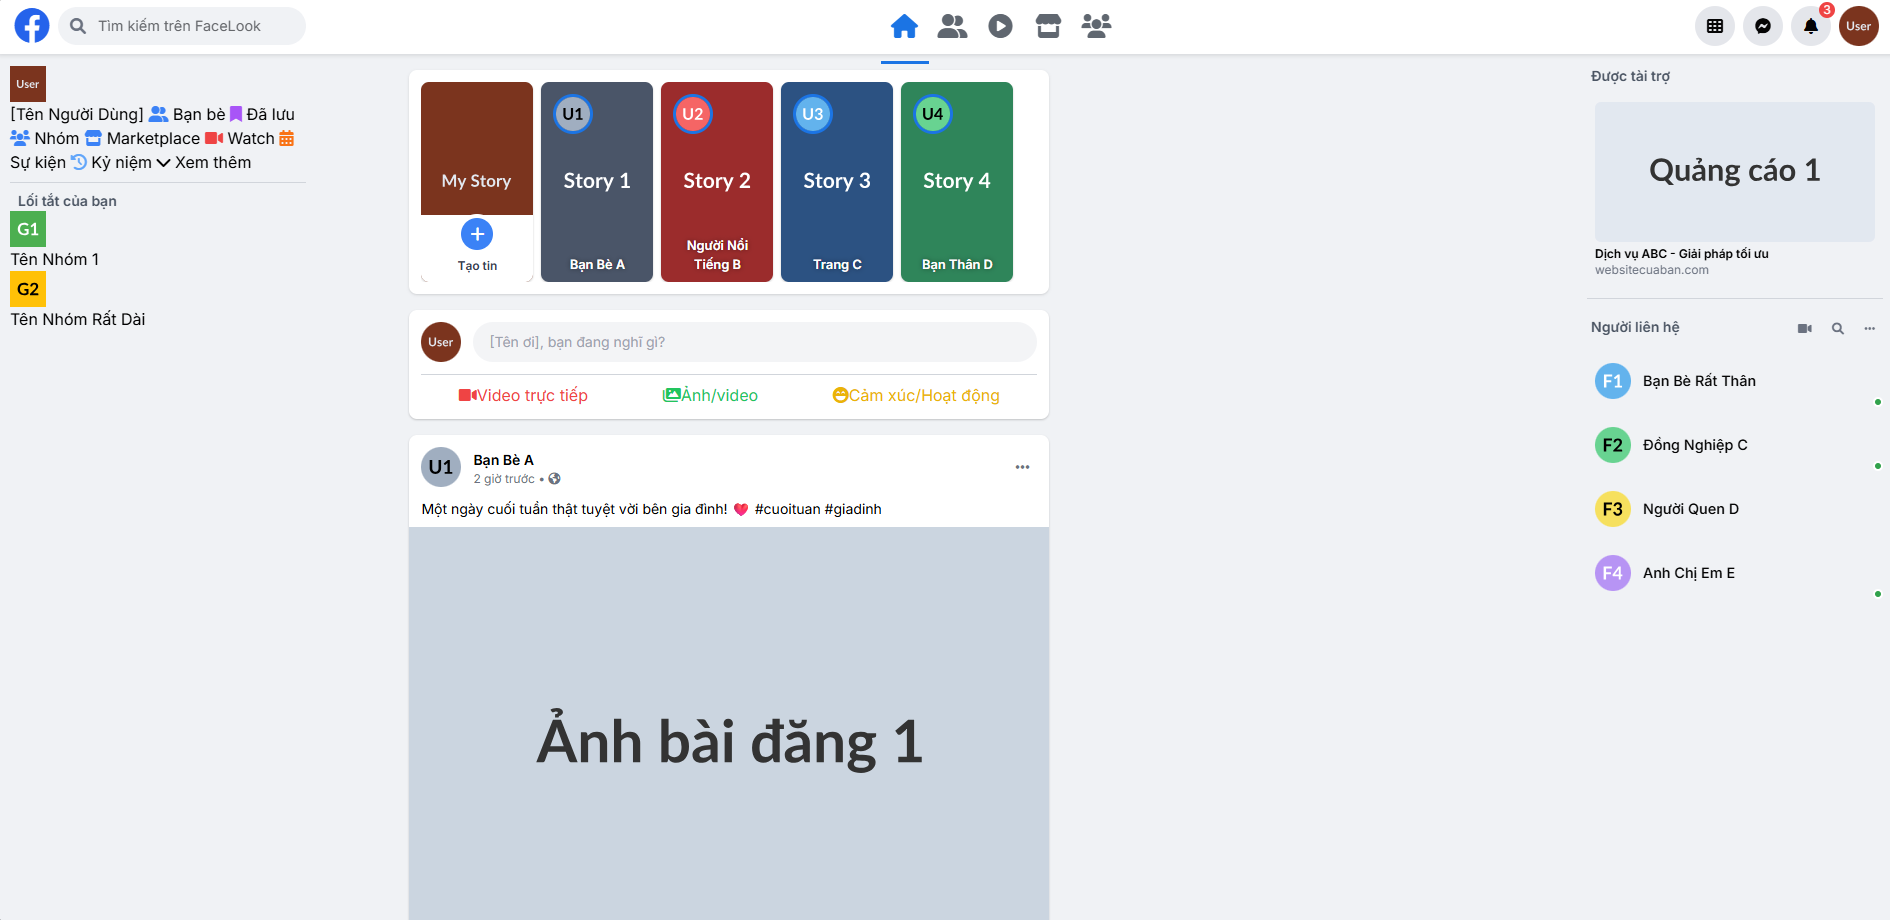 Tìm kiếm trên FaceLook
3
User
User
[Tên Người Dùng] Bạn bè Đã lưu
Nhóm Marketplace Watch
Sự kiện Kỷ niệm Xem thêm
Lối tắt của bạn
G1
Tên Nhóm 1
G2
Tên Nhóm Rất Dài
My Story
Tạo tin
U1
Story 1
Bạn Bè A
U2
Story 2
Người Nổi
Tiếng B
U3
Story 3
Trang C
U4
Story 4
Bạn Thân D
User
[Tên ơi], bạn đang nghĩ gì?
Video trực tiếp
Ảnh/video
Cảm xúc/Hoạt động
U1
Bạn Bè A
2 giờ trước •
Một ngày cuối tuần thật tuyệt vời bên gia đình! ❤️ #cuoituan #giadinh
Ảnh bài đăng 1
Được tài trợ
Quảng cáo 1
Dịch vụ ABC - Giải pháp tối ưu
websitecuaban.com
Người liên hệ
F1
Bạn Bè Rất Thân
F2
Đồng Nghiệp C
F3
Người Quen D
F4
Anh Chị Em E